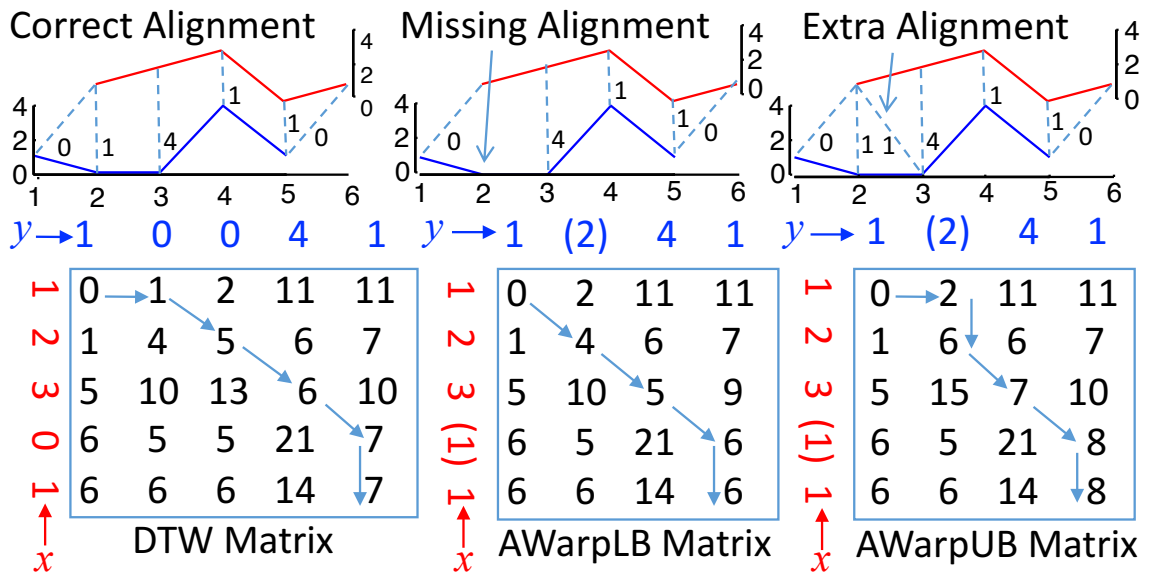 Correct Alignment
Missing Alignment
Extra Alignment
4
2
0
4
2
0
0
1
4
1
1
0
1 2 3 4 5 6
4
2
0
4
2
0
0
4
1
1
0
1 2 3 4 5 6
4
2
0
4
2
0
0
1
1
4
1
1
0
1 2 3 4 5 6
y 1 0 0 4 1
y 1 (2) 4 1
y 1 (2) 4 1
1 2 3 0 1
x
0 1 2 11 11
1 4 5 6 7
5 10 13 6 10
6 5 5 21 7
6 6 6 14 7
DTW Matrix
1 2 3 (1) 1
x
0 2 11 11
1 4 6 7
5 10 5 9
6 5 21 6
6 6 14 6
AWarpLB Matrix
1 2 3 (1) 1
x
0 2 11 11
1 6 6 7
5 15 7 10
6 5 21 8
6 6 14 8
AWarpUB Matrix